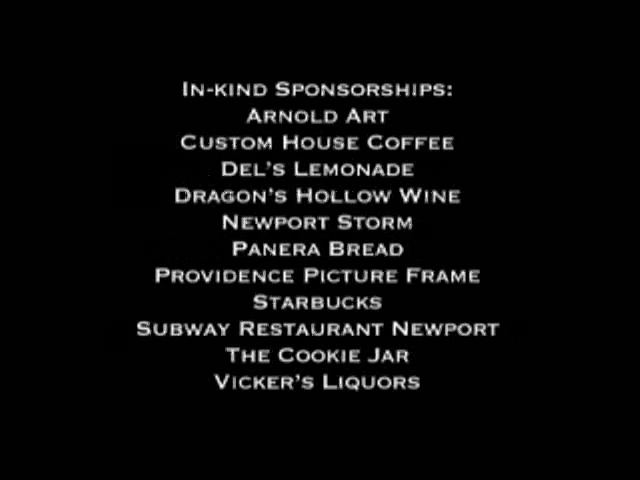 In-kind Sponsorships:
Arnold Art
Custom House Coffee
Del's Lemonade
Dragon's Hollow Wine
Newport Storm
Panera Bread
Providence Picture Frame
Starbucks
Subway Restaurant Newport
The Cookie Jar
Vicker's Liquors